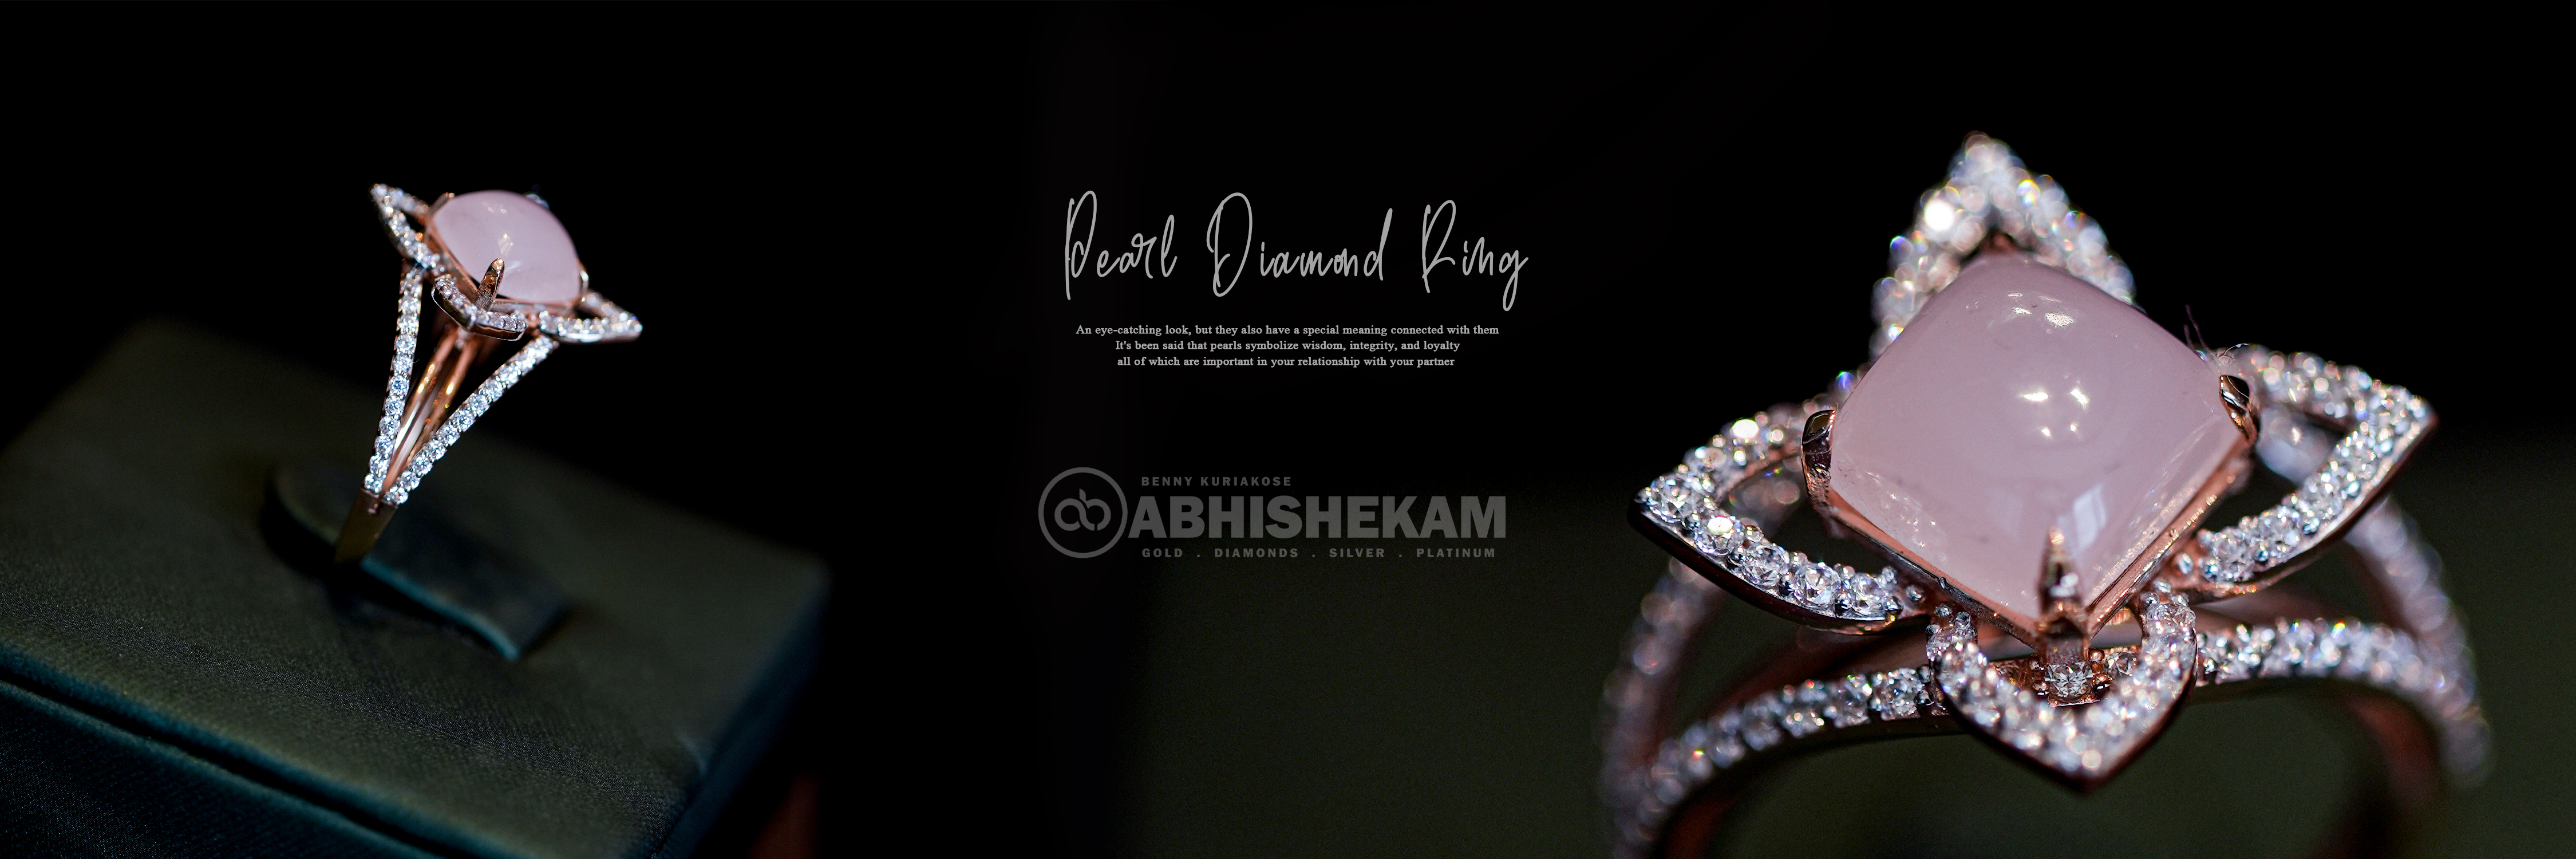 Pearl Diamond Ring
An eye-catching look, but they also have a special meaning connected with them
It's been said that pearls symbolize wisdom, integrity, and loyalty
all of which are important in your relationship with your partner
BENNY KURIAKOSE
ab ABHISHEKAM
GOLD . DIAMONDS . SILVER . PLATINUM